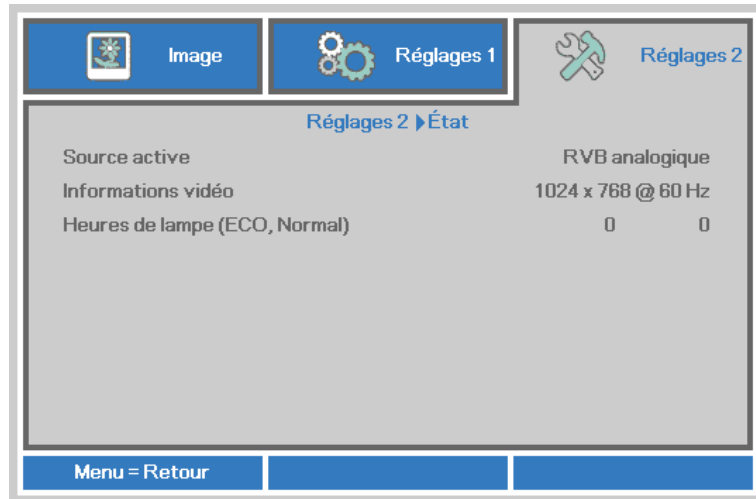 Image
Réglages 1
Réglages 2
Réglages 2 ▶ État
Source active RVB analogique
Informations vidéo 1024 x 768 @ 60 Hz
Heures de lampe (ECO, Normal) 0 0
Menu = Retour